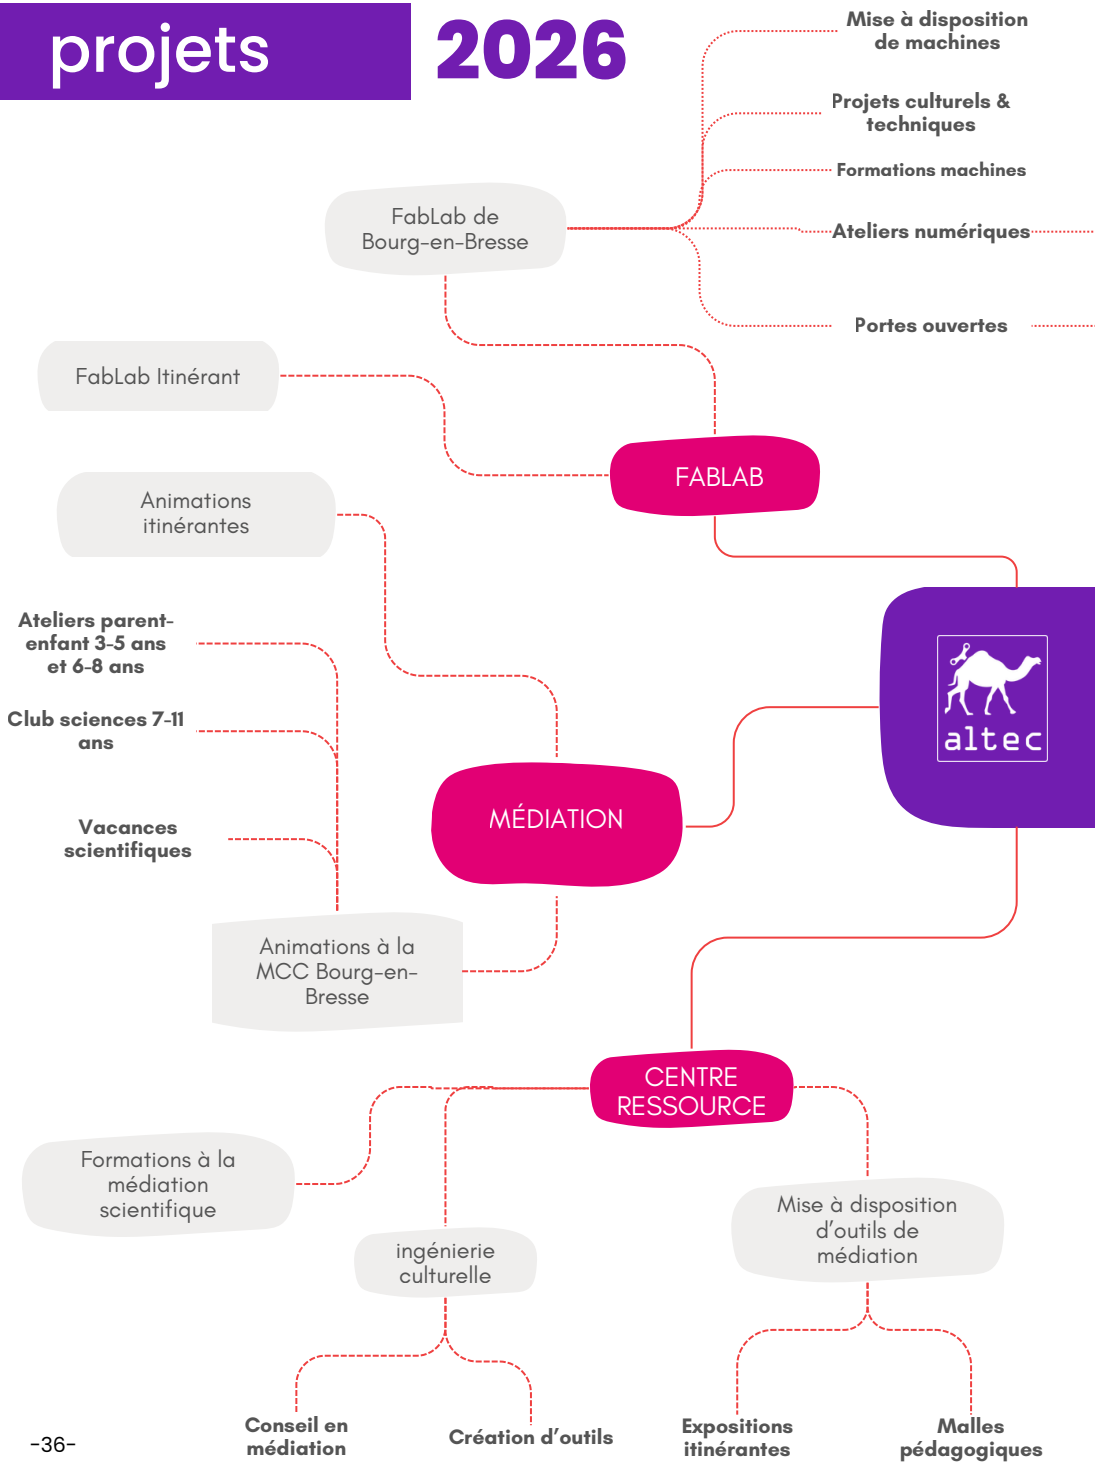 projets
2026
Mise à disposition
de machines
Projets culturels &
techniques
Formations machines
FabLab de
Bourg-en-Bresse
Ateliers numériques
Portes ouvertes
FabLab Itinérant
FABLAB
Animations
itinérantes
Ateliers parent-
enfant 3-5 ans
et 6-8 ans
Club sciences 7-11
ans
altec
MÉDIATION
Vacances
scientifiques
Animations à la
MCC Bourg-en-
Bresse
CENTRE
RESSOURCE
Formations à la
médiation
scientifique
Mise à disposition
d'outils de
médiation
ingénierie
culturelle
Conseil en
médiation
Création d'outils
Expositions
itinérantes
Malles
pédagogiques
-36-